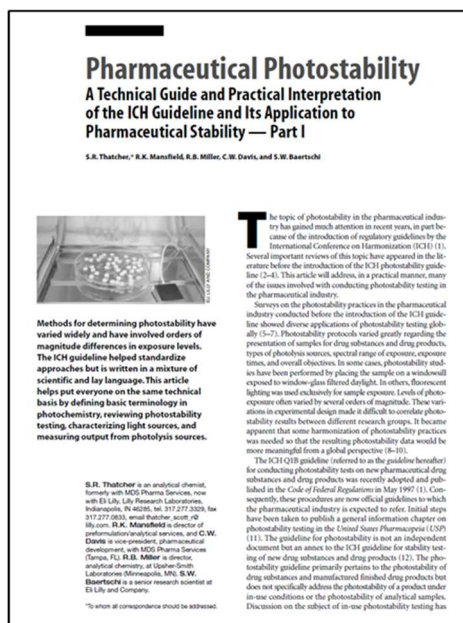 Pharmaceutical Photostability
A Technical Guide and Practical Interpretation
of the ICH Guideline and Its Application to
Pharmaceutical Stability — Part I
S.R. Thatcher,* R.K. Mansfield, R.B. Miller, C.W. Davis, and S.W. Baertschi
ELI LILLY AND COMPANY
Methods for determining photostability have
varied widely and have involved orders of
magnitude differences in exposure levels.
The ICH guideline helped standardize
approaches but is written in a mixture of
scientific and lay language. This article
helps put everyone on the same technical
basis by defining basic terminology in
photochemistry, reviewing photostability
testing, characterizing light sources, and
measuring output from photolysis sources.
S.R. Thatcher is an analytical chemist,
formerly with MDS Pharma Services, now
with Eli Lilly, Lilly Research Laboratories,
Indianapolis, IN 46285, tel. 317.277.3329, fax
317.277.0833, email thatcher_scott_r@
lilly.com. R.K. Mansfield is director of
preformulation/analytical services, and C.W.
Davis is vice-president, pharmaceutical
development, with MDS Pharma Services
(Tampa, FL). R.B. Miller is director,
analytical chemistry, at Upsher-Smith
Laboratories (Minneapolis, MN). S.W.
Baertschi is a senior research scientist at
Eli Lilly and Company.
*To whom all correspondence should be addressed.
The topic of photostability in the pharmaceutical indus-
try has gained much attention in recent years, in part be-
cause of the introduction of regulatory guidelines by the
International Conference on Harmonization (ICH) (1).
Several important reviews of this topic have appeared in the lit-
erature before the introduction of the ICH photostability guide-
line (2–4). This article will address, in a practical manner, many
of the issues involved with conducting photostability testing in
the pharmaceutical industry.
Surveys on the photostability practices in the pharmaceutical
industry conducted before the introduction of the ICH guide-
line showed diverse applications of photostability testing glob-
ally (5–7). Photostability protocols varied greatly regarding the
presentation of samples for drug substances and drug products,
types of photolysis sources, spectral range of exposure, exposure
times, and overall objectives. In some cases, photostability stud-
ies have been performed by placing the sample on a windowsill
exposed to window-glass filtered daylight. In others, fluorescent
lighting was used exclusively for sample exposure. Levels of pho-
toexposure often varied by several orders of magnitude. These vari-
ations in experimental design made it difficult to correlate photo-
stability results between different research groups. It became
apparent that some harmonization of photostability practices
was needed so that the resulting photostability data would be
more meaningful from a global perspective (8–10).
The ICH Q1B guideline (referred to as the guideline hereafter)
for conducting photostability tests on new pharmaceutical drug
substances and drug products was recently adopted and pub-
lished in the Code of Federal Regulations in May 1997 (1). Con-
sequently, these procedures are now official guidelines to which
the pharmaceutical industry is expected to refer. Initial steps
have been taken to publish a general information chapter on
photostability testing in the United States Pharmacopeia (USP)
(11). The guideline for photostability is not an independent
document but an annex to the ICH guideline for stability test-
ing of new drug substances and drug products (12). The pho-
tostability guideline primarily pertains to the photostability of
drug substances and manufactured finished drug products but
does not specifically address the photostability of a product under
in-use conditions or the photostability of analytical samples.
Discussion on the subject of in-use photostability testing has